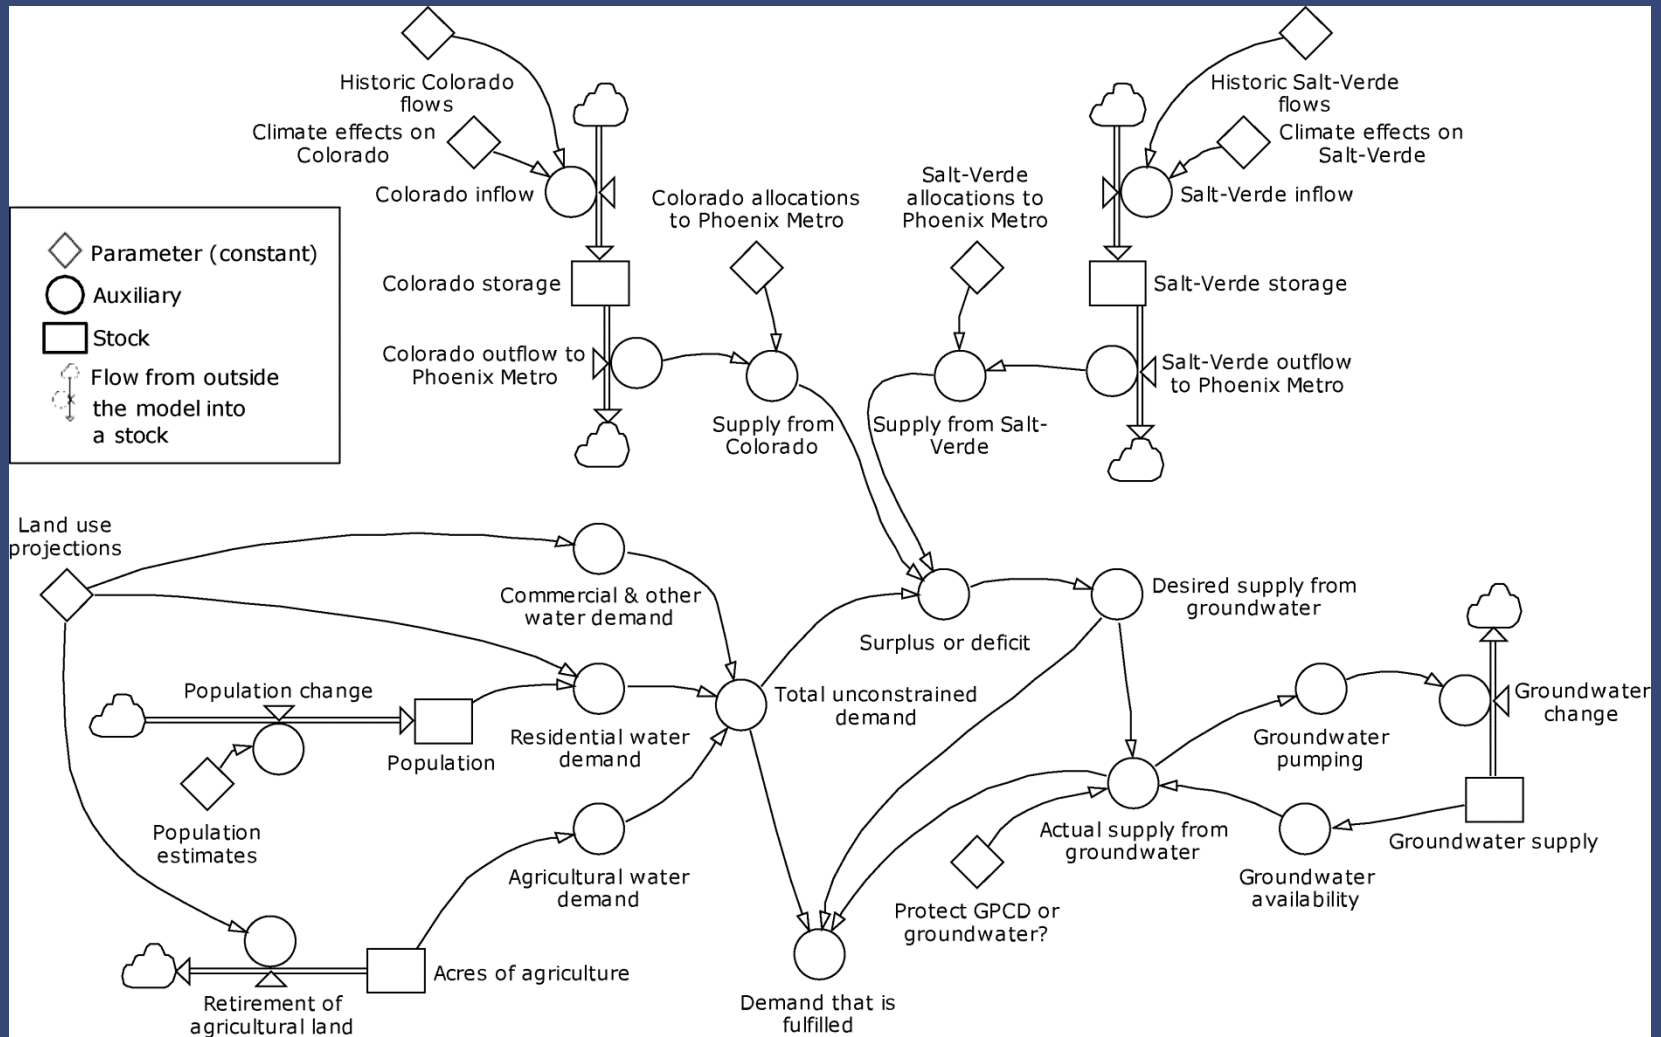 Historic Colorado
flows
Historic Salt-Verde
flows
Climate effects on
Colorado
Climate effects on
Salt-Verde
Colorado inflow
Colorado allocations
to Phoenix Metro
Salt-Verde
allocations to
Phoenix Metro
Salt-Verde inflow
Parameter (constant)
Auxiliary
Stock
Flow from outside
the model into
a stock
Colorado storage
Salt-Verde storage
Colorado outflow to
Phoenix Metro
Salt-Verde outflow
to Phoenix Metro
Supply from
Colorado
Supply from Salt-
Verde
Land use
projections
Commercial & other
water demand
Surplus or deficit
Desired supply from
groundwater
Population change
Population
Residential water
demand
Total unconstrained
demand
Groundwater
pumping
Groundwater
change
Population
estimates
Agricultural water
demand
Actual supply from
groundwater
Groundwater supply
Groundwater
availability
Protect GPCD or
groundwater?
Acres of agriculture
Retirement of
agricultural land
Demand that is
fulfilled